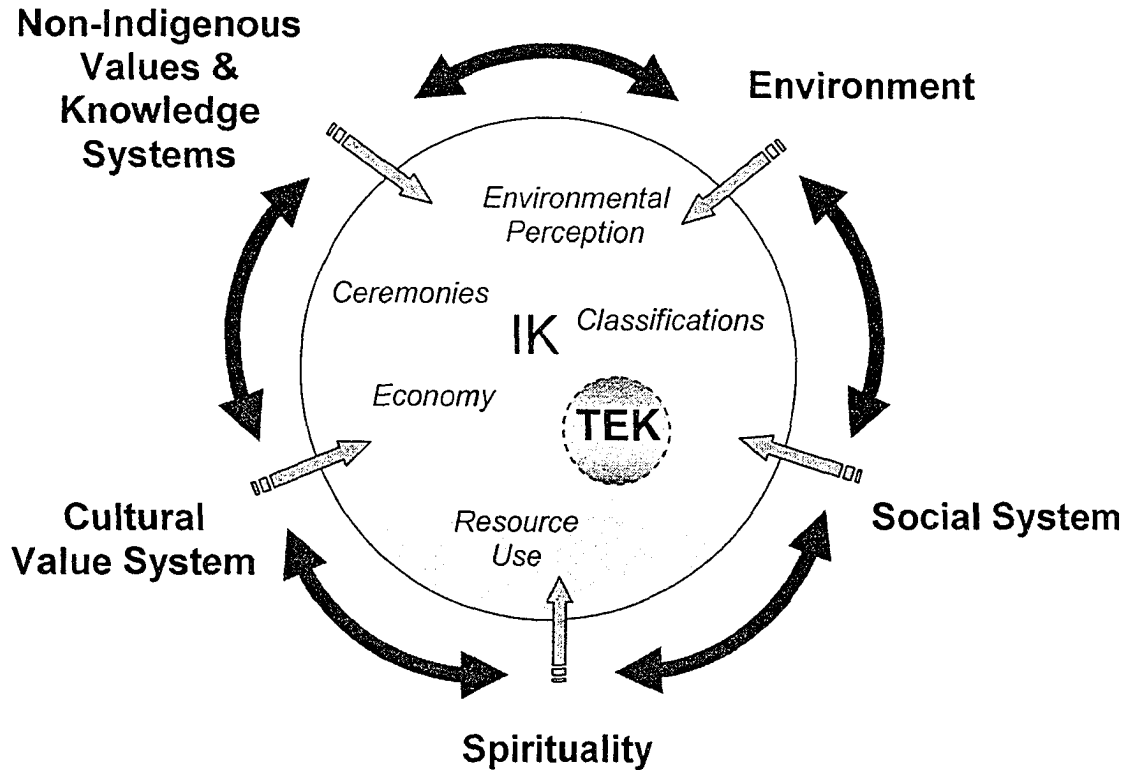 Non-Indigenous
Values &
Knowledge
Systems
Environment
Environmental
Perception
Ceremonies
IK
Classifications
Economy
TEK
Cultural
Value System
Social System
Resource
Use
Spirituality